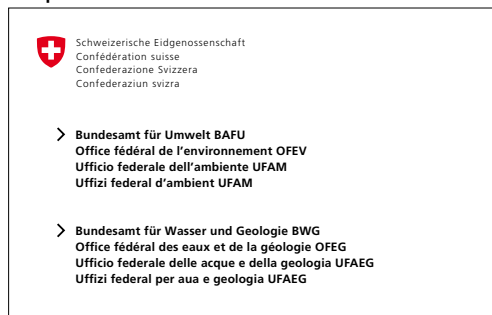 Schweizerische Eidgenossenschaft
Confédération suisse
Confederazione Svizzera
Confederaziun svizra
Bundesamt für Umwelt BAFU
Office fédéral de l'environnement OFEV
Ufficio federale dell'ambiente UFAM
Uffizi federal d'ambient UFAM
Bundesamt für Wasser und Geologie BWG
Office fédéral des eaux et de la géologie OFEG
Ufficio federale delle acque e della geologia UFAEG
Uffizi federal per aua e geologia UFAEG